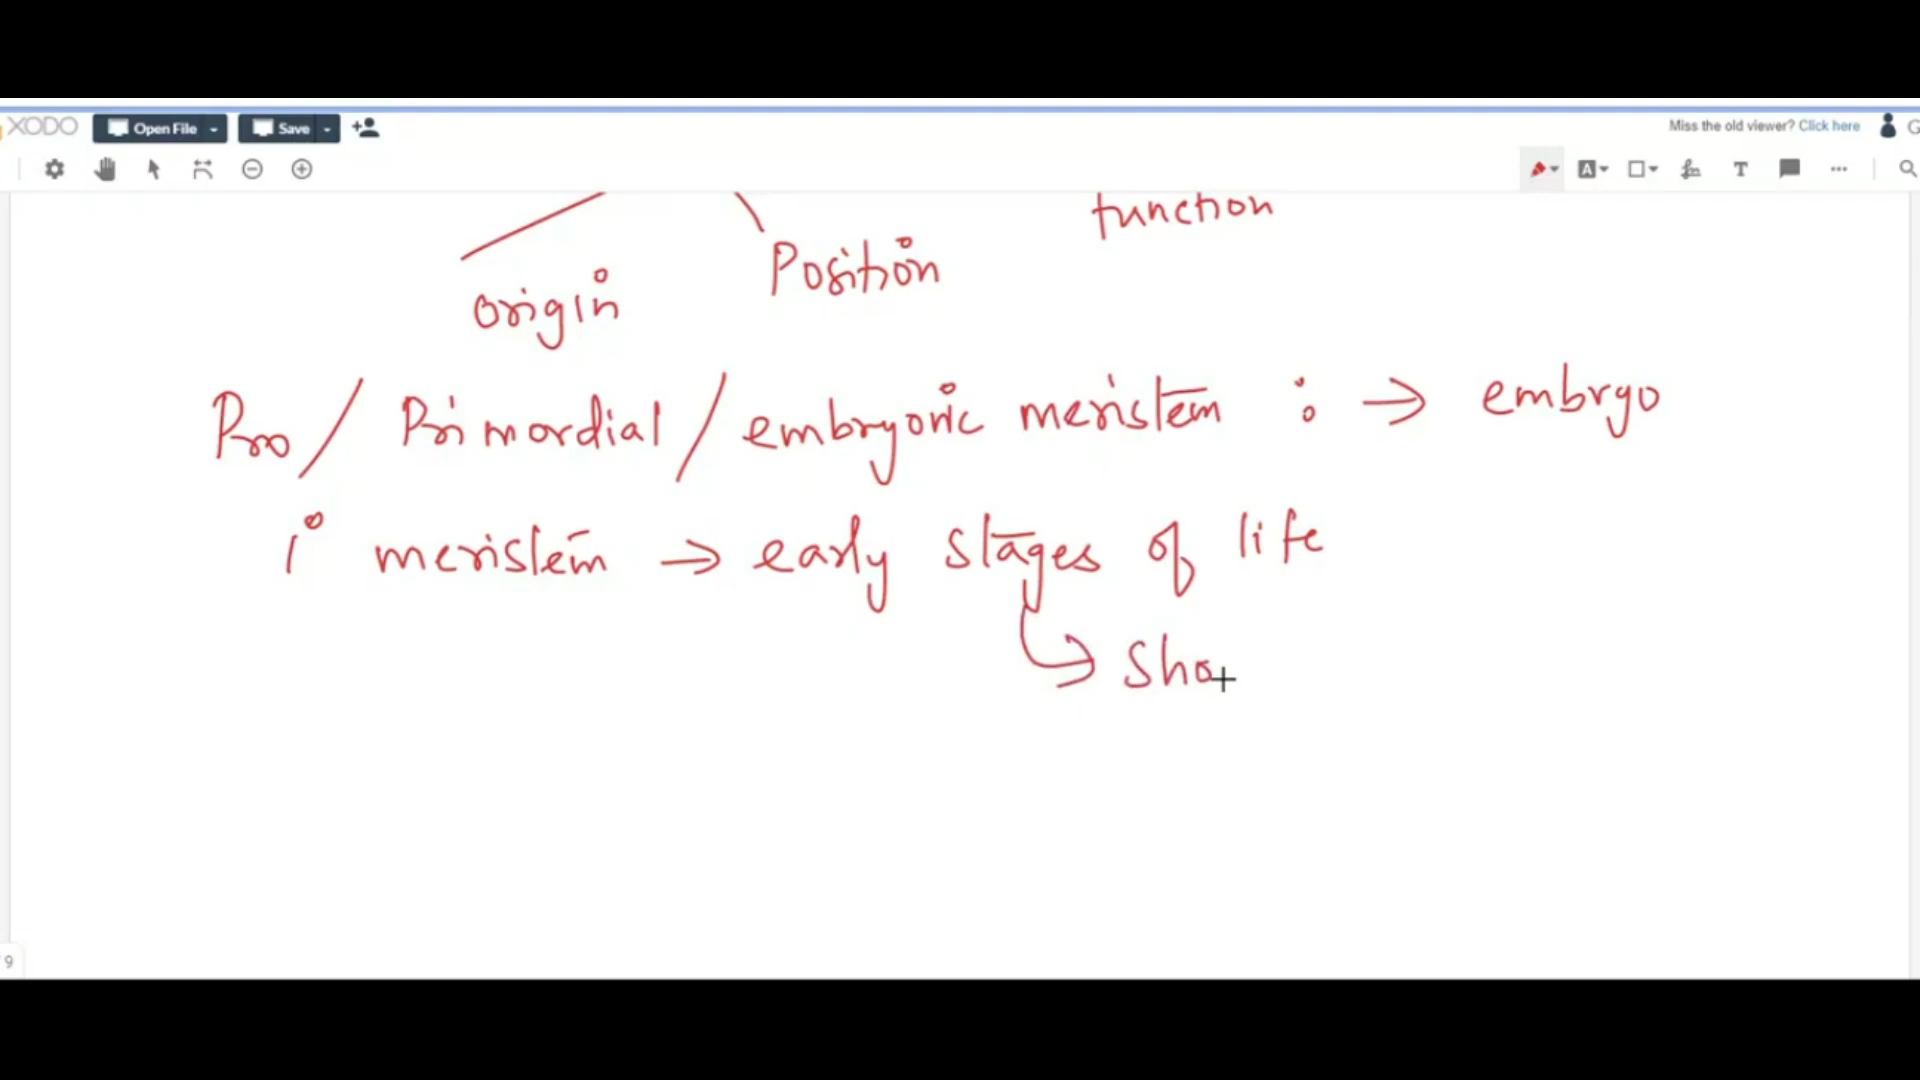 XODO Open File Save Miss the old viewer? Click here G
A T
function
Position
origin
Pro / Primordial / embryonic meristem : → embryo
1° meristem → early stages of life
↳ Sho
9